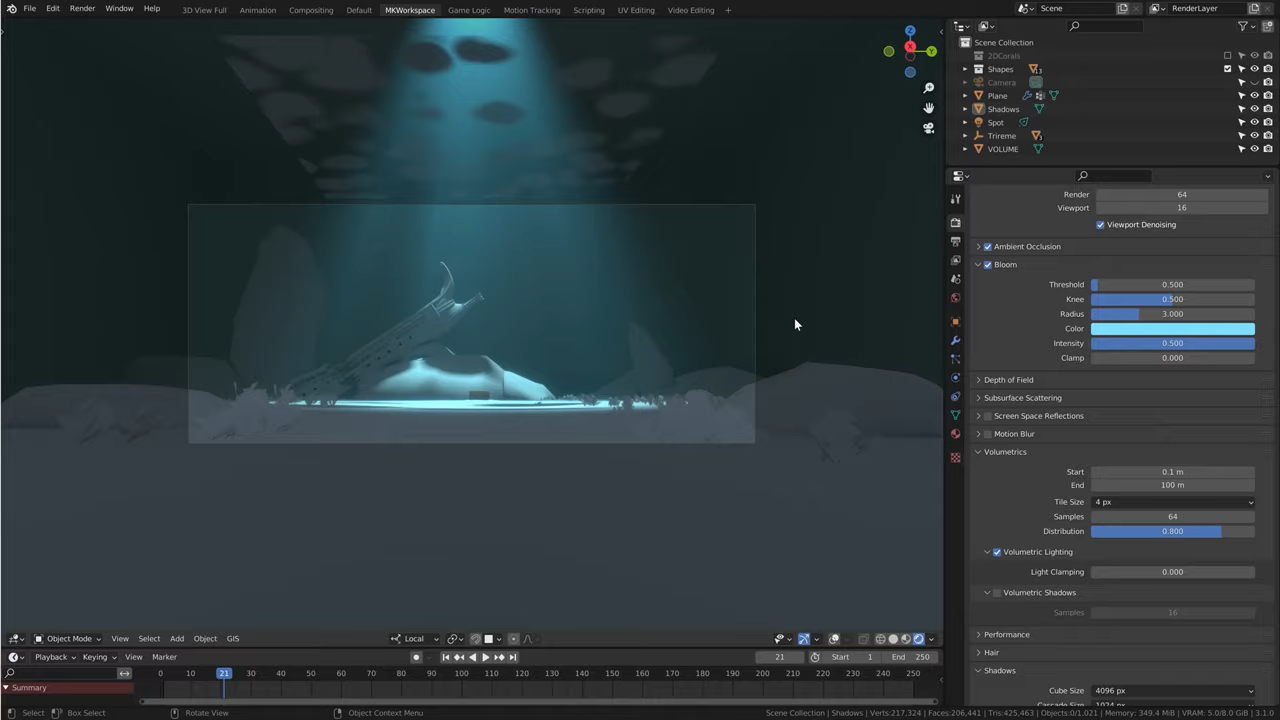 File Edit Render Window Help
3D View Full Animation Compositing Default MKWorkspace Game Logic Motion Tracking Scripting UV Editing Video Editing +
Scene
RenderLayer
Scene Collection
2DCorals
Shapes 13
Camera
Plane
Shadows
Spot
Trireme 3
VOLUME
X
Y
Z
Render 64
Viewport 16
Viewport Denoising
Ambient Occlusion
Bloom
Threshold 0.500
Knee 0.500
Radius 3.000
Color
Intensity 0.500
Clamp 0.000
Depth of Field
Subsurface Scattering
Screen Space Reflections
Motion Blur
Volumetrics
Start 0.1 m
End 100 m
Tile Size 4 px
Samples 64
Distribution 0.800
Volumetric Lighting
Light Clamping 0.000
Volumetric Shadows
Samples 16
Performance
Hair
Shadows
Cube Size 4096 px
Object Mode View Select Add Object GIS
Local
Playback Keying View Marker
21 Start 1 End 250
0 10 21 30 40 50 60 70 80 90 100 110 120 130 140 150 160 170 180 190 200 210 220 230 240 250
Summary
Select Box Select Rotate View Object Context Menu
Scene Collection | Shadows | Verts:217,324 | Faces:206,441 | Tris:425,463 | Objects:0/1,021 | Memory: 349.4 MiB | VRAM: 5.0/8.0 GiB | 3.1.0